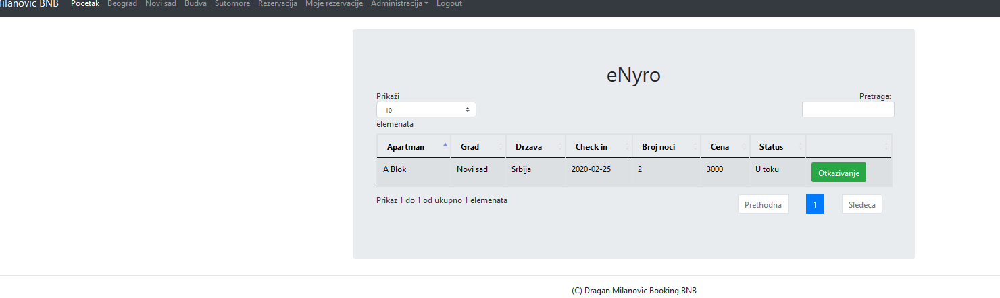 Milanovic BNB Pocetak Beograd Novi sad Budva Sutomore Rezervacija Moje rezervacije Administracija Logout
eNyro
Prikaži Pretraga:
10
elemenata
Apartman Grad Drzava Check in Broj noci Cena Status
A Blok Novi sad Srbija 2020-02-25 2 3000 U toku Otkazivanje
Prikaz 1 do 1 od ukupno 1 elemenata Prethodna 1 Sledeca
(C) Dragan Milanovic Booking BNB